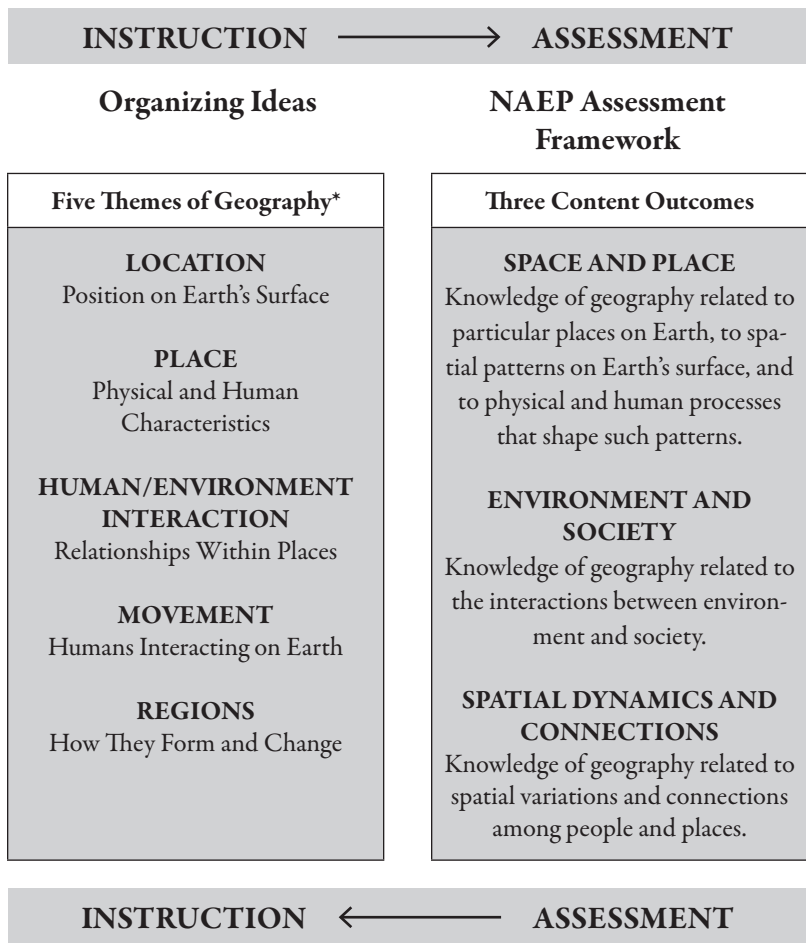 INSTRUCTION → ASSESSMENT
Organizing Ideas
NAEP Assessment
Framework
Five Themes of Geography*
LOCATION
Position on Earth's Surface
PLACE
Physical and Human
Characteristics
HUMAN/ENVIRONMENT
INTERACTION
Relationships Within Places
MOVEMENT
Humans Interacting on Earth
REGIONS
How They Form and Change
Three Content Outcomes
SPACE AND PLACE
Knowledge of geography related to
particular places on Earth, to spa-
tial patterns on Earth's surface, and
to physical and human processes
that shape such patterns.
ENVIRONMENT AND
SOCIETY
Knowledge of geography related to
the interactions between environ-
ment and society.
SPATIAL DYNAMICS AND
CONNECTIONS
Knowledge of geography related to
spatial variations and connections
among people and places.
INSTRUCTION ← ASSESSMENT